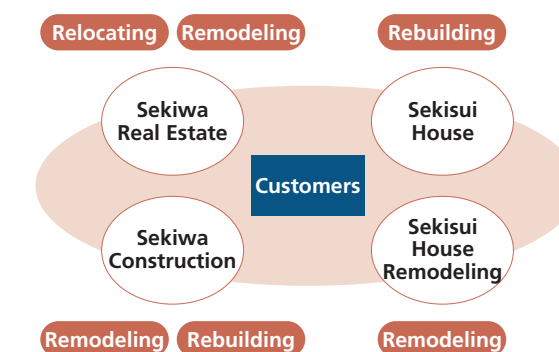 Relocating Remodeling Rebuilding
Sekiwa
Real Estate
Sekisui
House
Customers
Sekiwa
Construction
Sekisui
House
Remodeling
Remodeling Rebuilding Remodeling